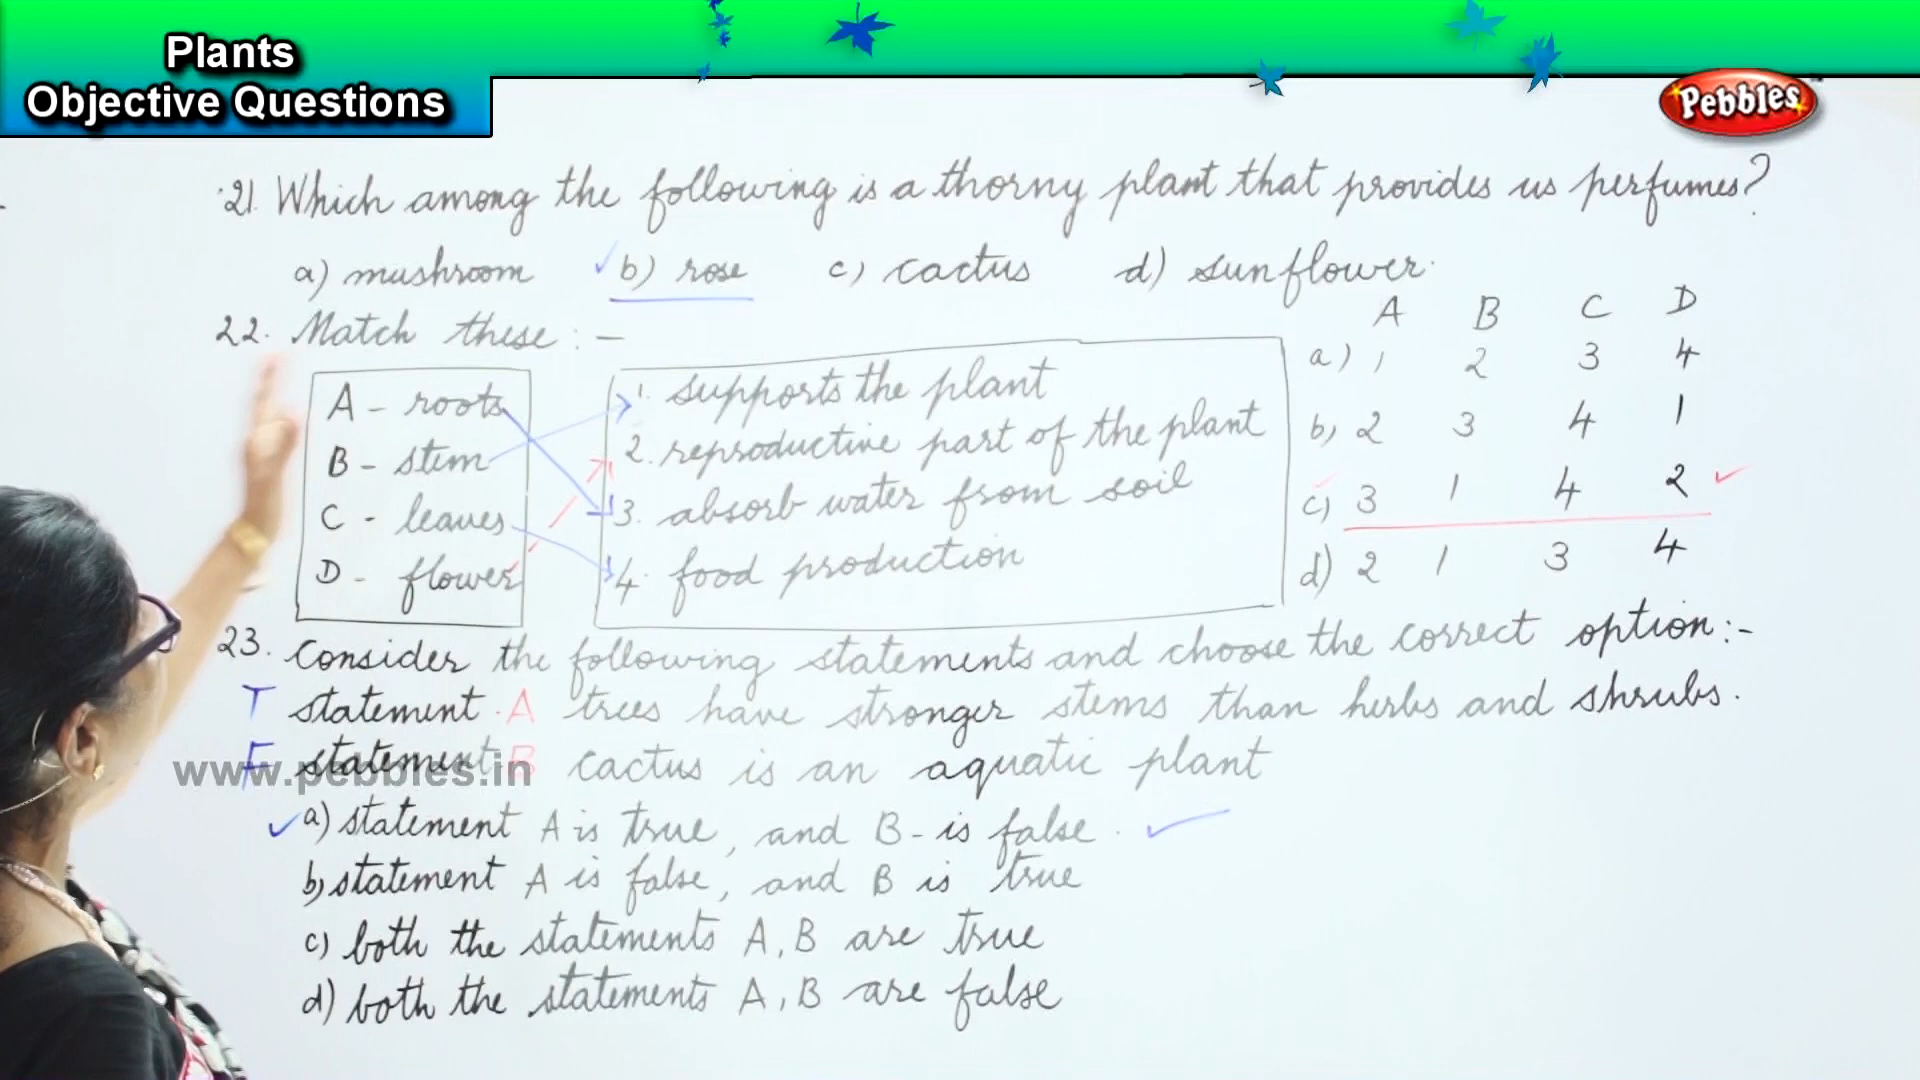 Plants
Objective Questions
Pebbles
21. Which among the following is a thorny plant that provides us perfumes?
a) mushroom b) rose c) cactus d) sunflower
22. Match these :-
A - roots
B - stem
C - leaves
D - flower
1. supports the plant
2. reproductive part of the plant
3. absorb water from soil
4. food production
A B C D
a) 1 2 3 4
b) 2 3 4 1
c) 3 1 4 2
d) 2 1 3 4
23. Consider the following statements and choose the correct option:-
T statement A trees have stronger stems than herbs and shrubs.
F statement B cactus is an aquatic plant
www.pebbles.in
a) statement A is true, and B - is false.
b) statement A is false, and B is true
c) both the statements A, B are true
d) both the statements A, B are false